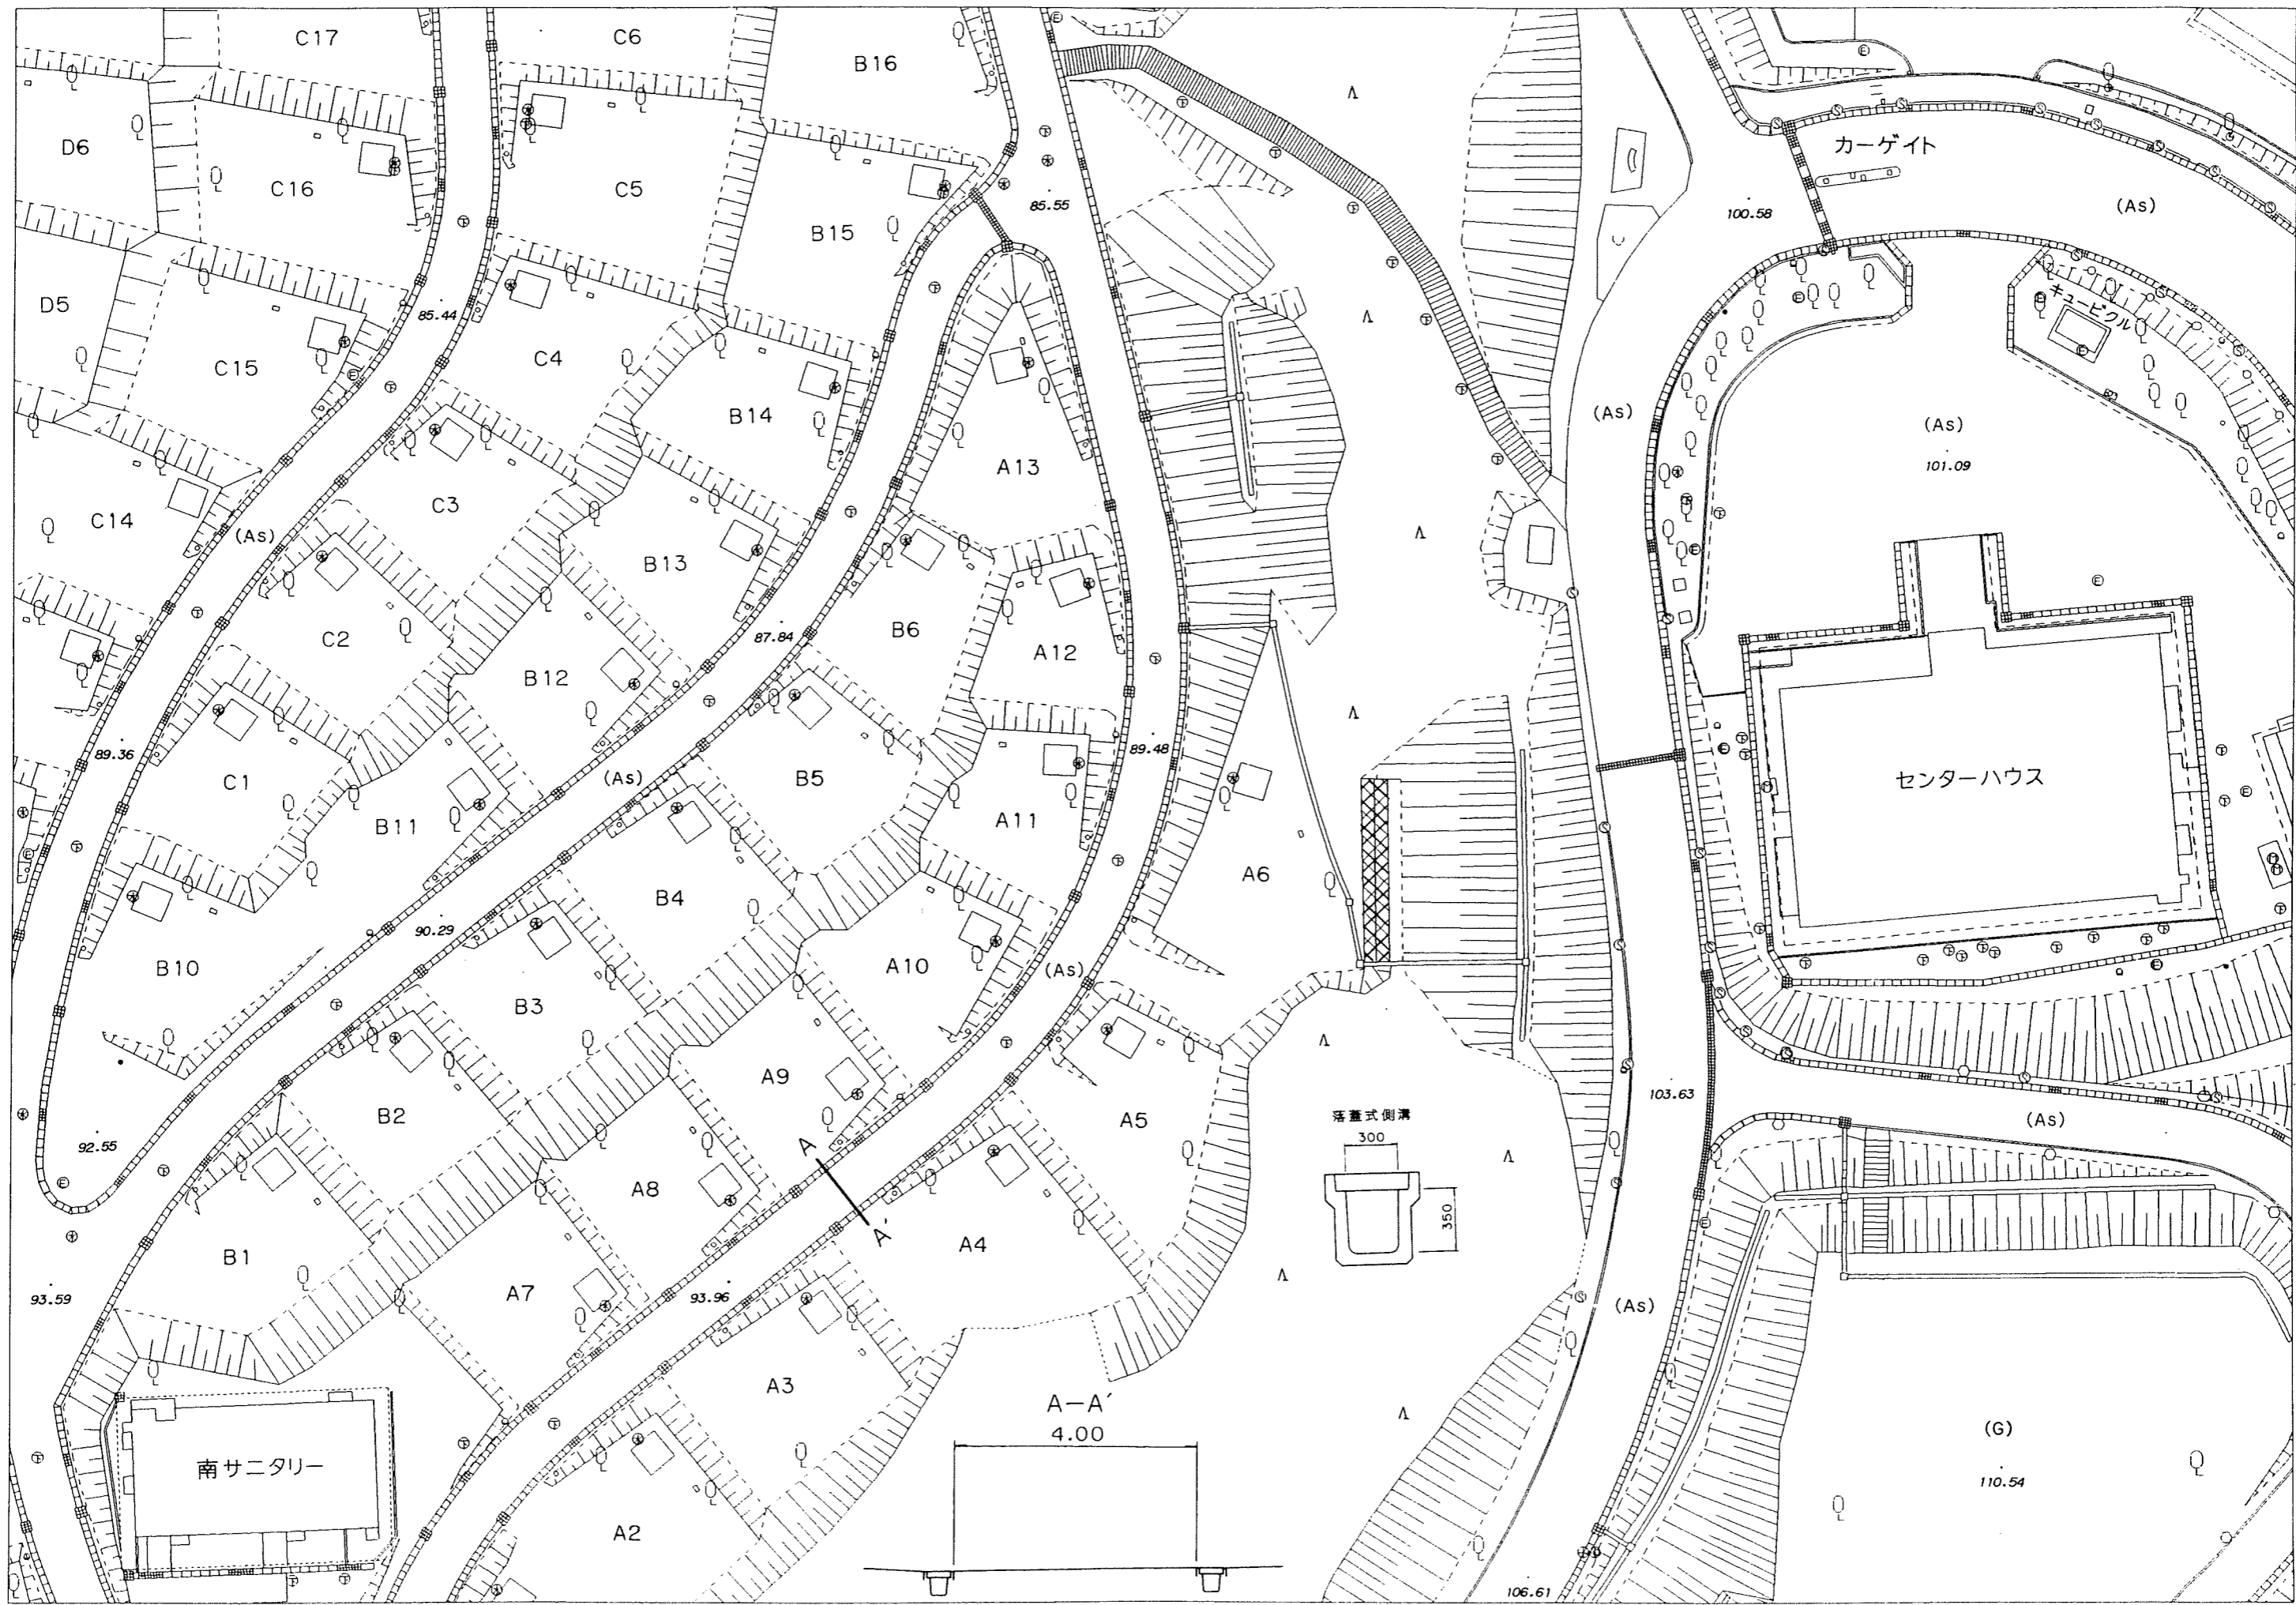 C17
C6
B16
D6
C16
C5
B15
カーゲイト
(As)
85.55
100.58
D5
85.44
C15
C4
B14
キュービクル
(As)
(As)
101.09
A13
C14
(As)
C3
B13
B6
C2
87.84
A12
B12
89.36
89.48
C1
(As)
B5
センターハウス
B11
A11
A6
B4
90.29
B10
A10
(As)
B3
A9
A5
103.63
B2
落蓋式側溝
300
(As)
92.55
A
A8
350
A'
B1
A4
A7
93.59
93.96
(As)
A3
A-A'
4.00
(G)
南サニタリー
110.54
A2
106.61